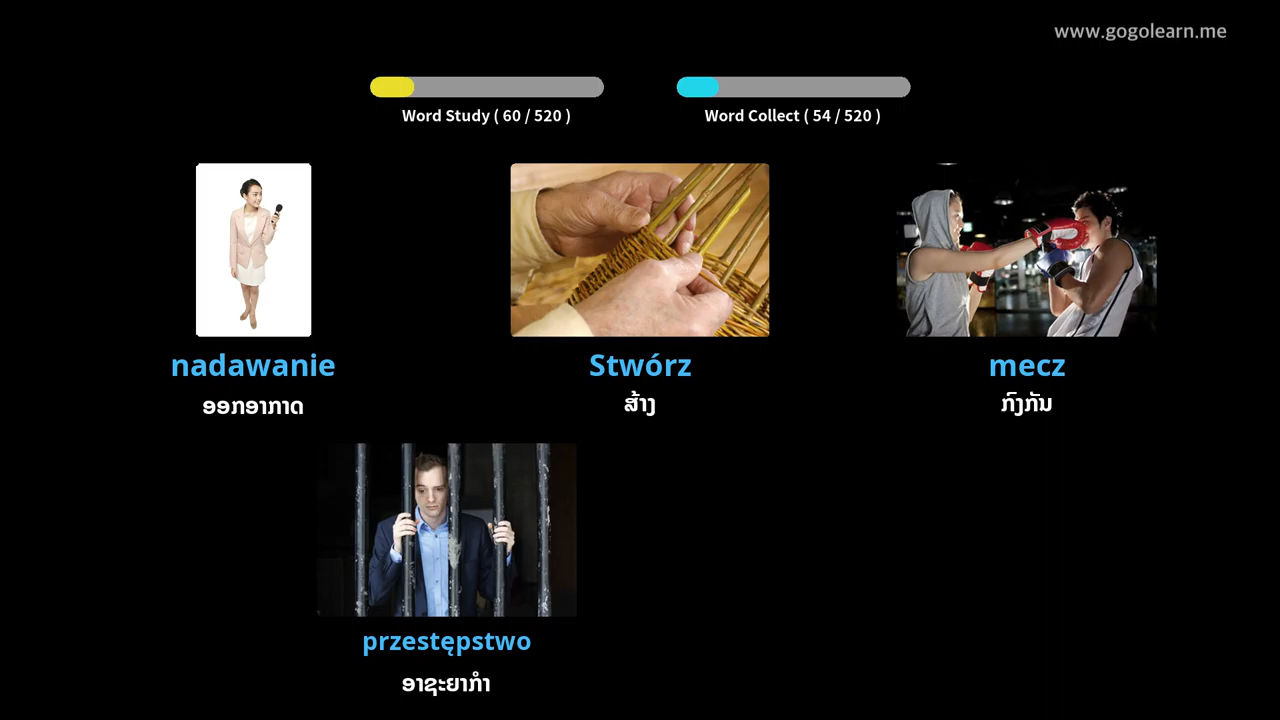 www.gogolearn.me
Word Study ( 60 / 520 )
Word Collect ( 54 / 520 )
nadawanie
Stwórz
mecz
ອອກອາກາດ
ສ້າງ
ກົງກັນ
przestępstwo
ອາຊະຍາກໍາ